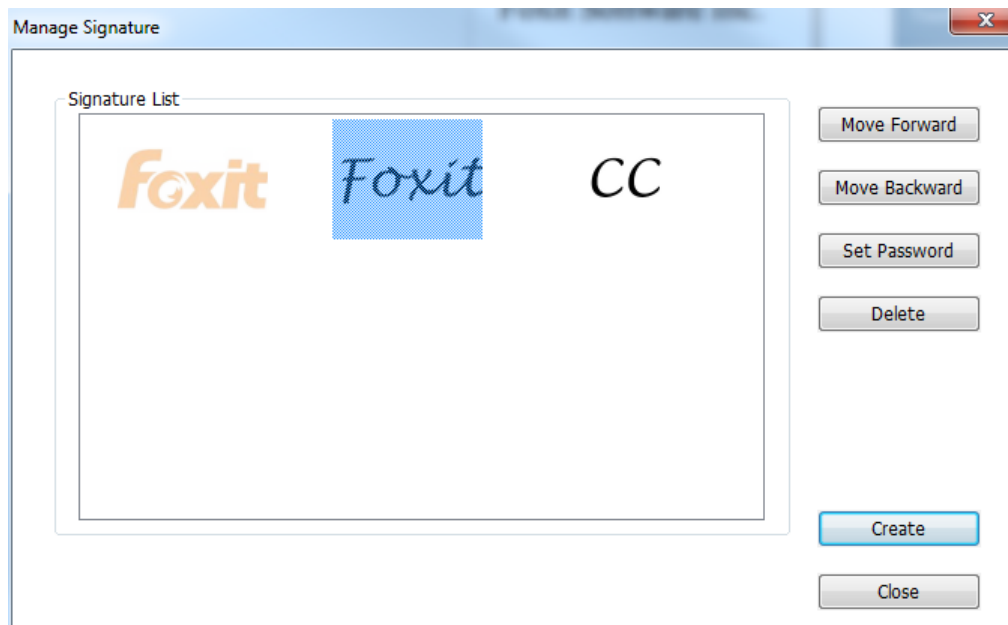 Manage Signature
Signature List
Foxit
Foxit
CC
Move Forward
Move Backward
Set Password
Delete
Create
Close